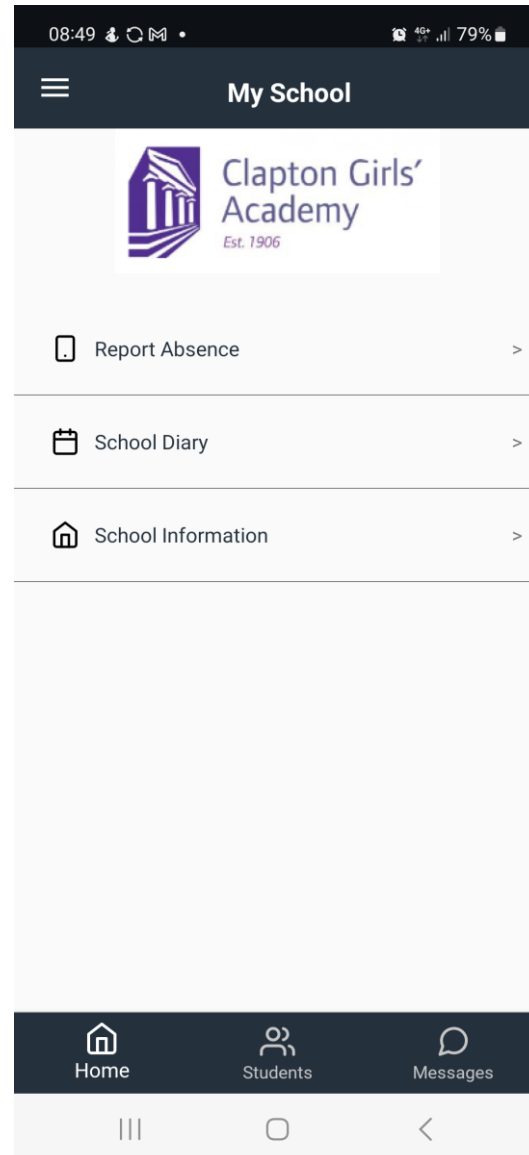 08:49
4G+ 79%
My School
Clapton Girls’
Academy
Est. 1906
Report Absence >
School Diary >
School Information >
Home Students Messages